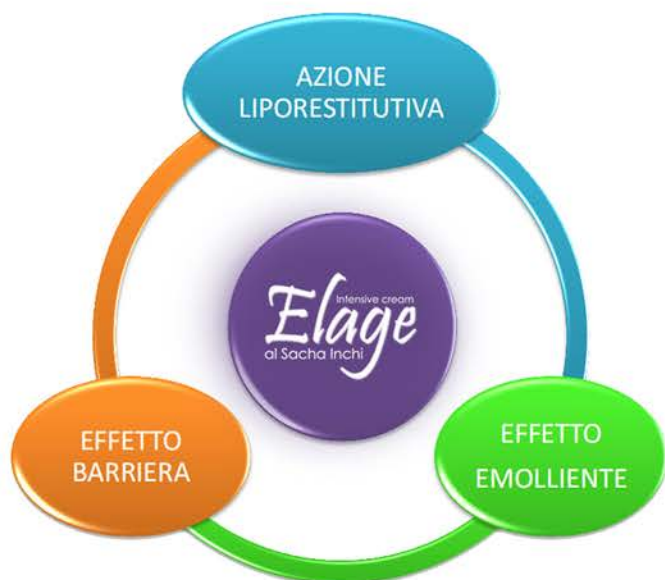 AZIONE
LIPORESTITUTIVA
Intensive cream
Elage
al Sacha Inchi
EFFETTO
BARRIERA
EFFETTO
EMOLLIENTE